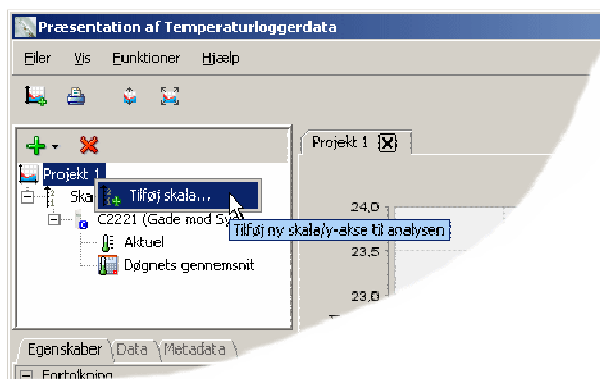 Præsentation af Temperaturloggerdata
Filer Vis Funktioner Hjælp
Projekt 1
Projekt 1
Tilføj skala...
Ska
C2221 (Gade mod Sy
Tilføj ny skala/y-akse til analysen
Aktuel
Døgnets gennemsnit
24,0
23,5
23,0
Egenskaber Data Metadata
Fortolkning